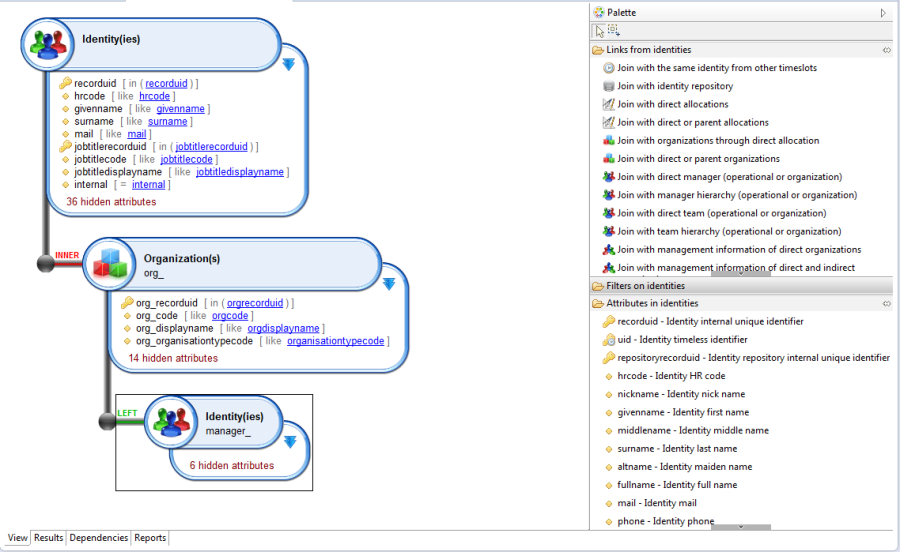 Identity(ies)
recorduid [ in ( recorduid ) ]
hrcode [ like hrcode ]
givenname [ like givenname ]
surname [ like surname ]
mail [ like mail ]
jobtitlerecorduid [ in ( jobtitlerecorduid ) ]
jobtitlecode [ like jobtitlecode ]
jobtitledisplayname [ like jobtitledisplayname ]
internal [ = internal ]
36 hidden attributes
INNER
Organization(s)
org_
org_recorduid [ in ( orgrecorduid ) ]
org_code [ like orgcode ]
org_displayname [ like orgdisplayname ]
org_organisationtypecode [ like organisationtypecode ]
14 hidden attributes
LEFT
Identity(ies)
manager_
6 hidden attributes
View Results Dependencies Reports
Palette
Links from identities
Join with the same identity from other timeslots
Join with identity repository
Join with direct allocations
Join with direct or parent allocations
Join with organizations through direct allocation
Join with direct or parent organizations
Join with direct manager (operational or organization)
Join with manager hierarchy (operational or organization)
Join with direct team (operational or organization)
Join with team hierarchy (operational or organization)
Join with management information of direct organizations
Join with management information of direct and indirect
Filters on identities
Attributes in identities
recorduid - Identity internal unique identifier
uid - Identity timeless identifier
repositoryrecorduid - Identity repository internal unique identifier
hrcode - Identity HR code
nickname - Identity nick name
givenname - Identity first name
middlename - Identity middle name
surname - Identity last name
altname - Identity maiden name
fullname - Identity full name
mail - Identity mail
phone - Identity phone